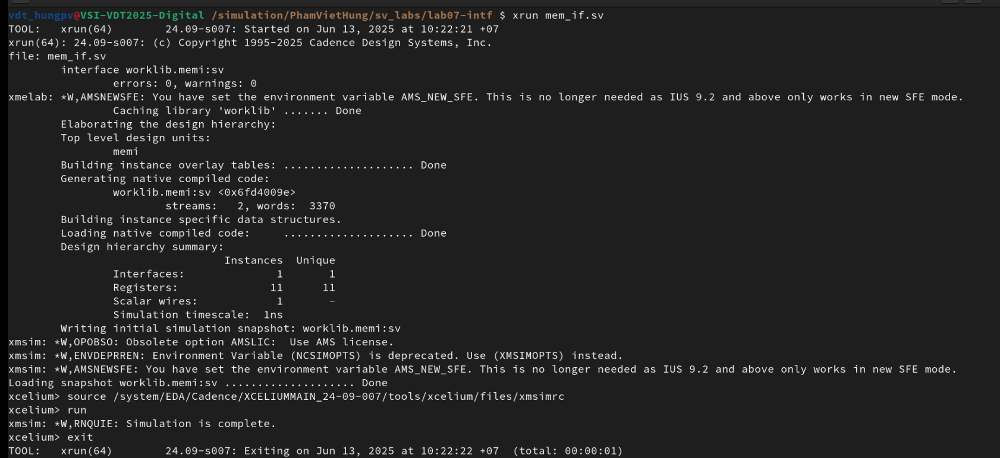 vdt_hungpv@VSI-VDT2025-Digital /simulation/PhamVietHung/sv_labs/lab07-intf $ xrun mem_if.sv
TOOL:   xrun(64)        24.09-s007: Started on Jun 13, 2025 at 10:22:21 +07
xrun(64): 24.09-s007: (c) Copyright 1995-2025 Cadence Design Systems, Inc.
file: mem_if.sv
        interface worklib.memi:sv
                errors: 0, warnings: 0
xmelab: *W,AMSNEWSFE: You have set the environment variable AMS_NEW_SFE. This is no longer needed as IUS 9.2 and above only works in new SFE mode.
                Caching library 'worklib' ....... Done
        Elaborating the design hierarchy:
        Top level design units:
                memi
        Building instance overlay tables: .................... Done
        Generating native compiled code:
                worklib.memi:sv <0x6fd4009e>
                        streams:   2, words:  3370
        Building instance specific data structures.
        Loading native compiled code:     .................... Done
        Design hierarchy summary:
                                 Instances  Unique
                Interfaces:              1       1
                Registers:              11      11
                Scalar wires:            1       -
                Simulation timescale:  1ns
        Writing initial simulation snapshot: worklib.memi:sv
xmsim: *W,OPOBSO: Obsolete option AMSLIC:  Use AMS license.
xmsim: *W,ENVDEPRREN: Environment Variable (NCSIMOPTS) is deprecated. Use (XMSIMOPTS) instead.
xmsim: *W,AMSNEWSFE: You have set the environment variable AMS_NEW_SFE. This is no longer needed as IUS 9.2 and above only works in new SFE mode.
Loading snapshot worklib.memi:sv .................... Done
xcelium> source /system/EDA/Cadence/XCELIUMMAIN_24-09-007/tools/xcelium/files/xmsimrc
xcelium> run
xmsim: *W,RNQUIE: Simulation is complete.
xcelium> exit
TOOL:   xrun(64)        24.09-s007: Exiting on Jun 13, 2025 at 10:22:22 +07  (total: 00:00:01)